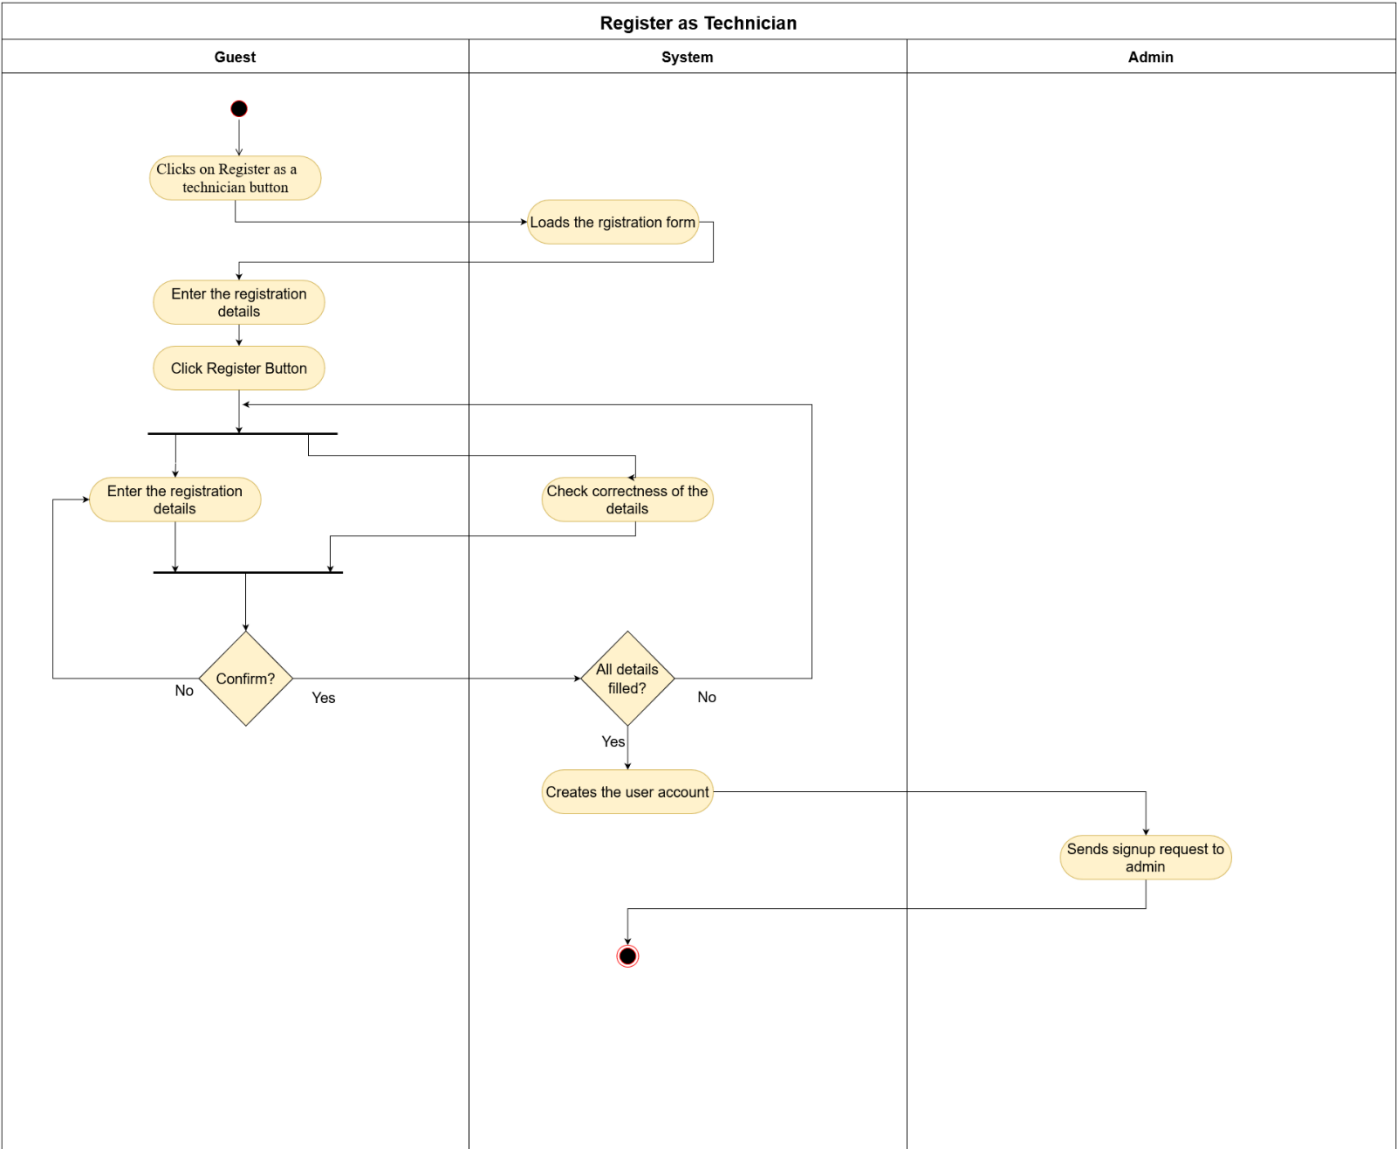 Register as Technician
Guest
System
Admin
Clicks on Register as a
technician button
Loads the rgistration form
Enter the registration
details
Click Register Button
Enter the registration
details
Check correctness of the
details
Confirm?
No
Yes
All details
filled?
No
Yes
Creates the user account
Sends signup request to
admin